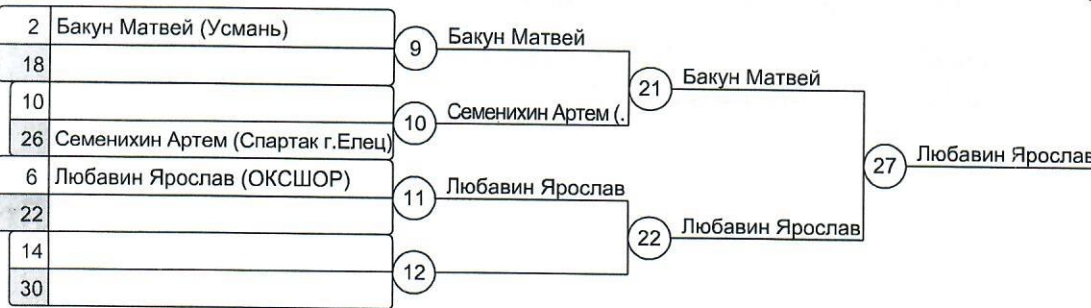 2 Бакун Матвей (Усмань)
18
10
26 Семенихин Артем (Спартак г.Елец)
6 Любавин Ярослав (ОКСШОР)
22
14
30
9 Бакун Матвей
10 Семенихин Артем (.
11 Любавин Ярослав
12
21 Бакун Матвей
22 Любавин Ярослав
27 Любавин Ярослав